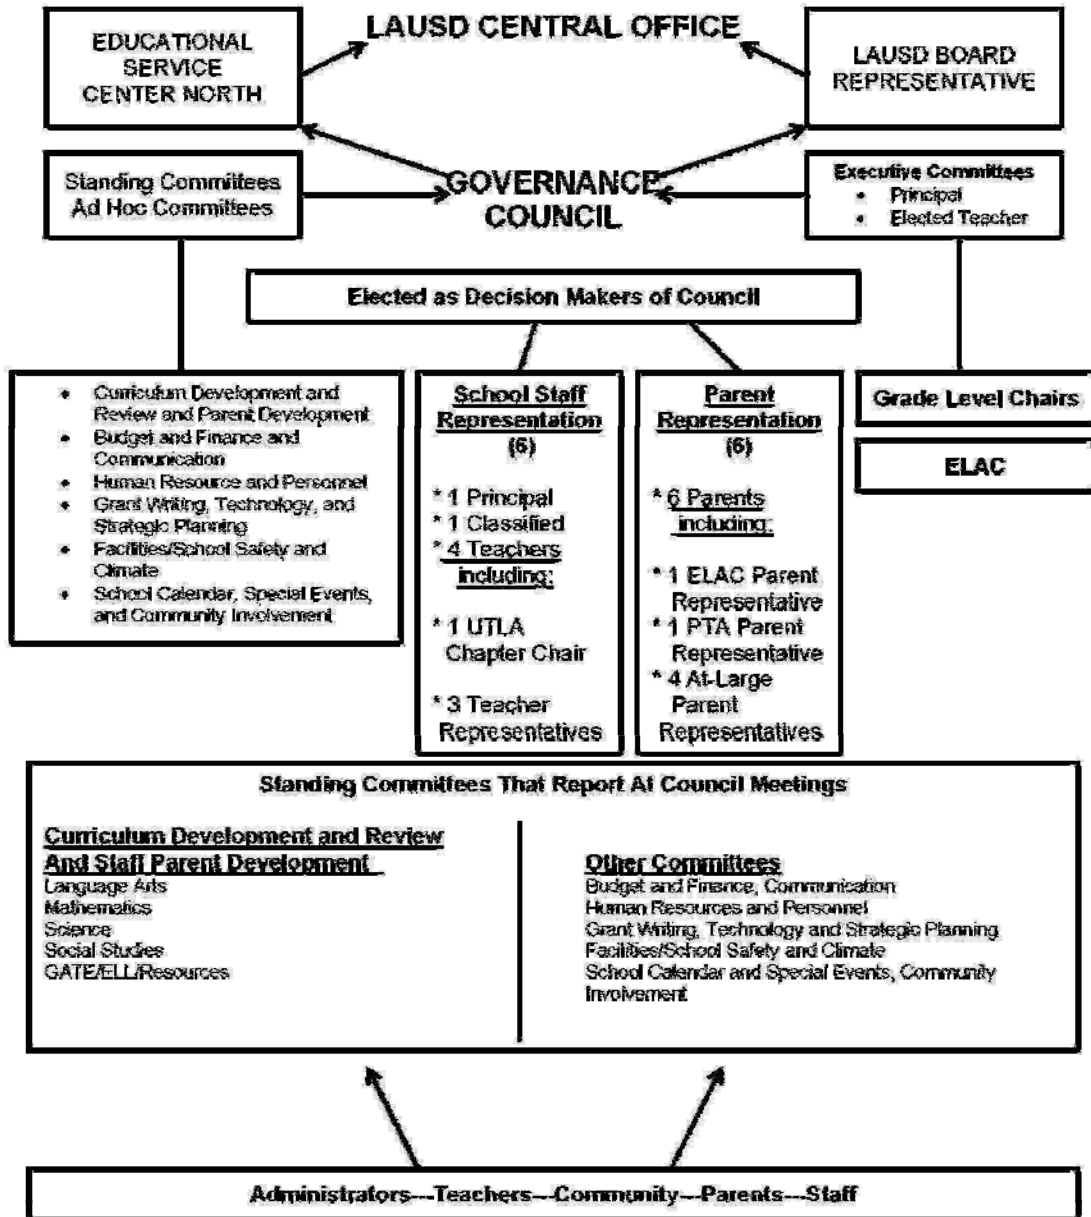 EDUCATIONAL
SERVICE
CENTER NORTH
LAUSD CENTRAL OFFICE
LAUSD BOARD
REPRESENTATIVE
Standing Committees
Ad Hoc Committees
GOVERNANCE
COUNCIL
Executive Committees
• Principal
• Elected Teacher
Elected as Decision Makers of Council
• Curriculum Development and
Review and Parent Development
• Budget and Finance and
Communication
• Human Resource and Personnel
• Grant Writing, Technology, and
Strategic Planning
• Facilities/School Safety and
Climate
• School Calendar, Special Events,
and Community Involvement
School Staff
Representation
(6)
* 1 Principal
* 1 Classified
* 4 Teachers
including:
* 1 UTLA
Chapter Chair
* 3 Teacher
Representatives
Parent
Representation
(6)
* 6 Parents
including:
* 1 ELAC Parent
Representative
* 1 PTA Parent
Representative
* 4 At-Large
Parent
Representatives
Grade Level Chairs
ELAC
Standing Committees That Report At Council Meetings
Curriculum Development and Review
And Staff Parent Development
Language Arts
Mathematics
Science
Social Studies
GATE/ELL/Resources
Other Committees
Budget and Finance, Communication
Human Resources and Personnel
Grant Writing, Technology and Strategic Planning
Facilities/School Safety and Climate
School Calendar and Special Events, Community
Involvement
Administrators---Teachers---Community---Parents---Staff